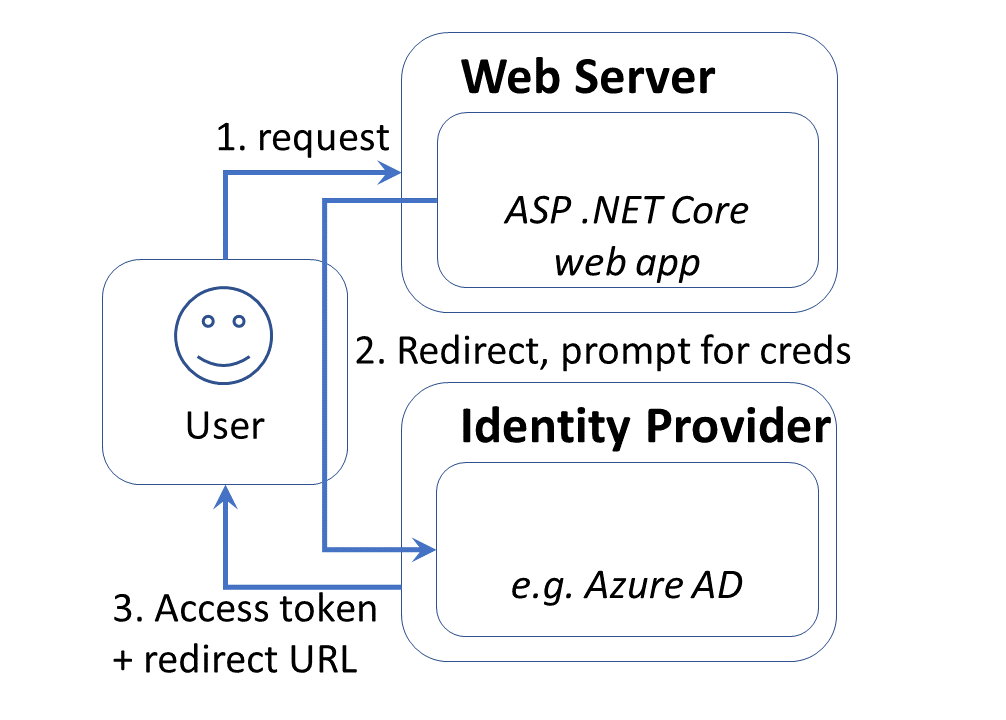 Web Server
1. request
ASP .NET Core
web app
2. Redirect, prompt for creds
User
Identity Provider
e.g. Azure AD
3. Access token
+ redirect URL